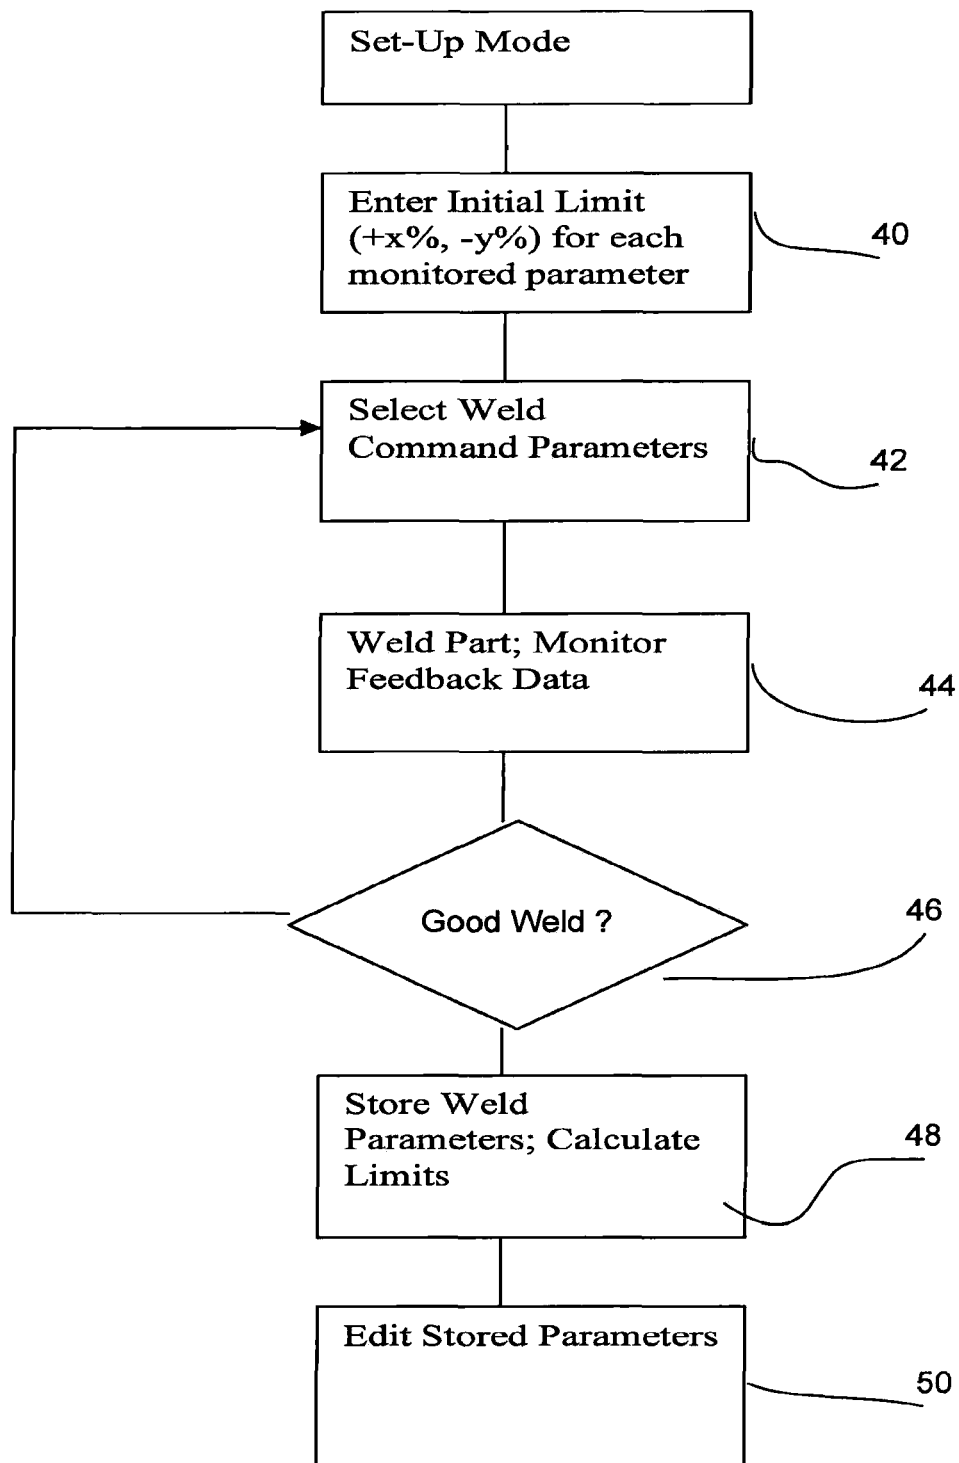 Set-Up Mode
Enter Initial Limit
(+x%, -y%) for each
monitored parameter
40
Select Weld
Command Parameters
42
Weld Part; Monitor
Feedback Data
44
Good Weld ?
46
Store Weld
Parameters; Calculate
Limits
48
Edit Stored Parameters
50